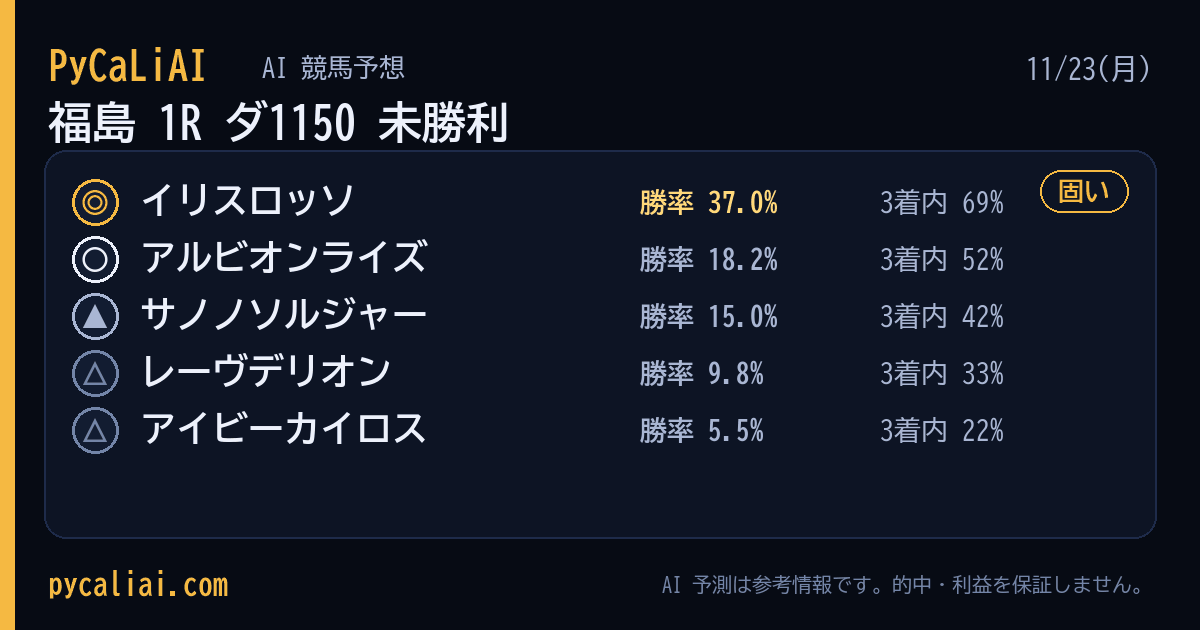 PyCaLiAI AI 競馬予想 11/23(月)
福島 1R ダ1150 未勝利
◎ イリスロッソ 勝率 37.0% 3着内 69% 固い
○ アルビオンライズ 勝率 18.2% 3着内 52%
▲ サノノソルジャー 勝率 15.0% 3着内 42%
△ レーヴデリオン 勝率 9.8% 3着内 33%
△ アイビーカイロス 勝率 5.5% 3着内 22%
pycaliai.com AI 予測は参考情報です。的中・利益を保証しません。